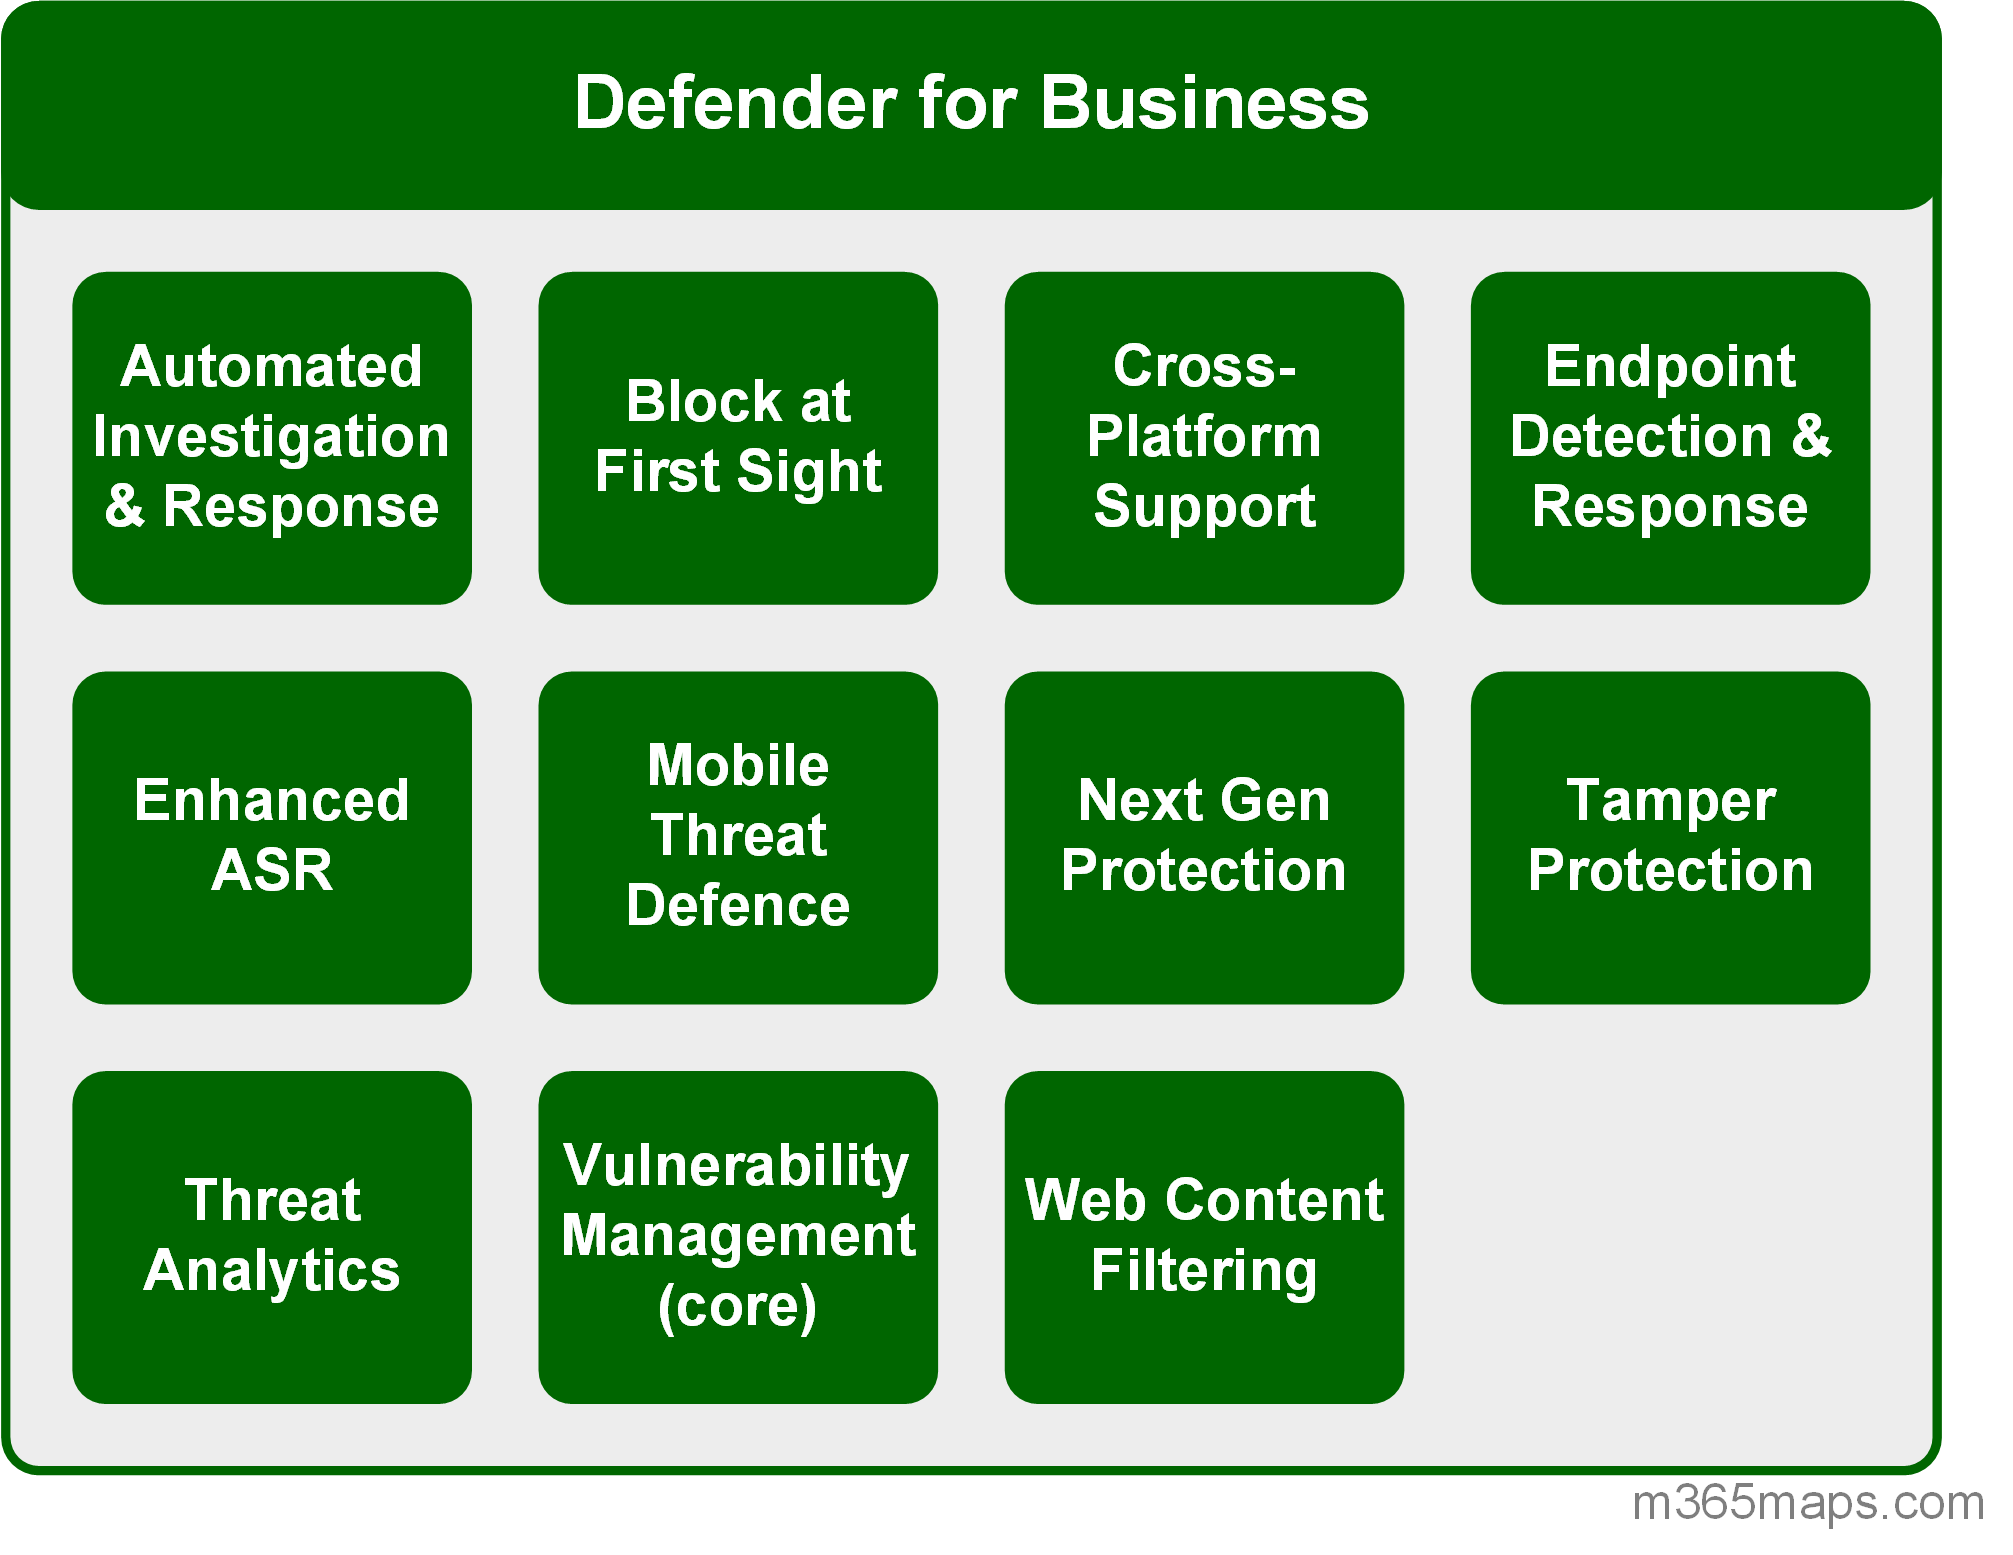 Defender for Business
Automated
Investigation
& Response
Block at
First Sight
Cross-
Platform
Support
Endpoint
Detection &
Response
Enhanced
ASR
Mobile
Threat
Defence
Next Gen
Protection
Tamper
Protection
Threat
Analytics
Vulnerability
Management
(core)
Web Content
Filtering
m365maps.com